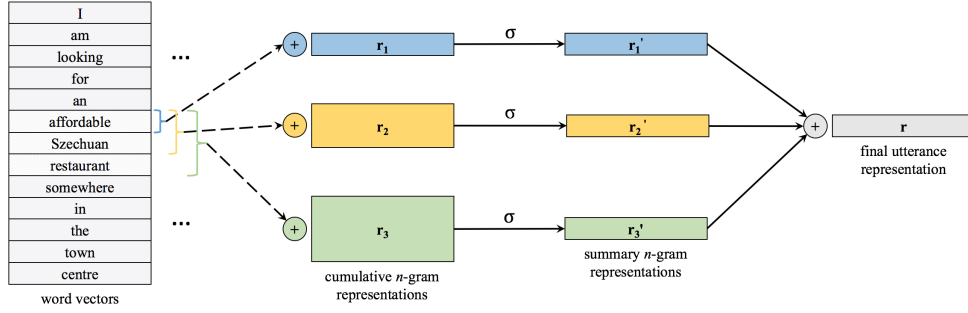 I
am
looking
for
an
affordable
Szechuan
restaurant
somewhere
in
the
town
centre
word vectors
...
...
+
r1
σ
r1'
+
r2
σ
r2'
+
r3
σ
r3'
cumulative n-gram
representations
summary n-gram
representations
+
r
final utterance
representation